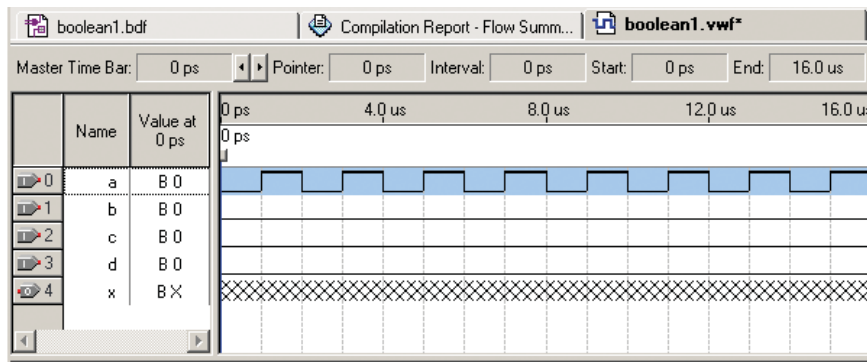 boolean1.bdf Compilation Report - Flow Summ... boolean1.vwf*
Master Time Bar: 0 ps Pointer: 0 ps Interval: 0 ps Start: 0 ps End: 16.0 us
Name Value at 0 ps 0 ps 4.0 us 8.0 us 12.0 us 16.0 u
0 ps
0 a B 0
1 b B 0
2 c B 0
3 d B 0
4 x B X